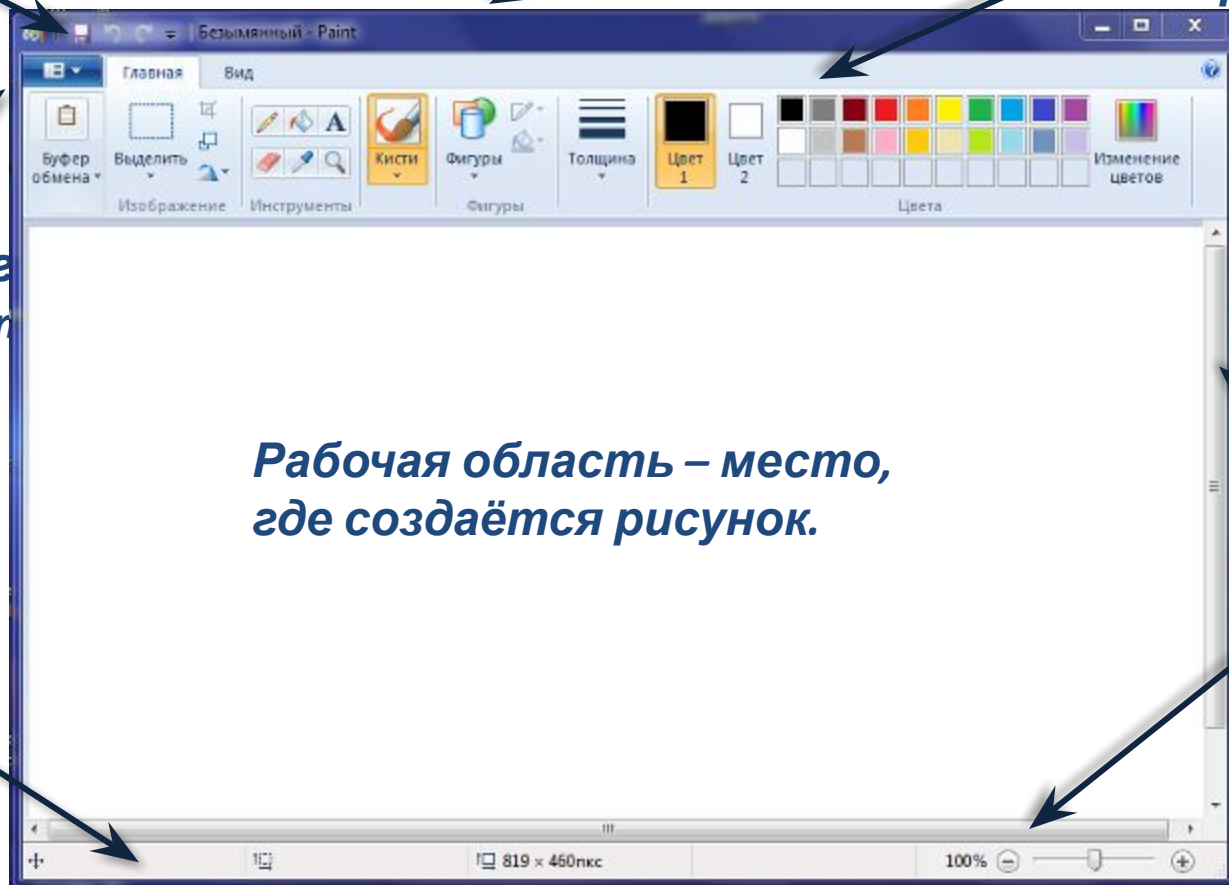 Безымянный - Paint
Главная Вид
Буфер обмена
Выделить
Изображение
A
Инструменты
Кисти
Фигуры
Фигуры
Толщина
Цвет 1
Цвет 2
Изменение цветов
Цвета
Рабочая область – место,
где создаётся рисунок.
819 × 460пкс
100%